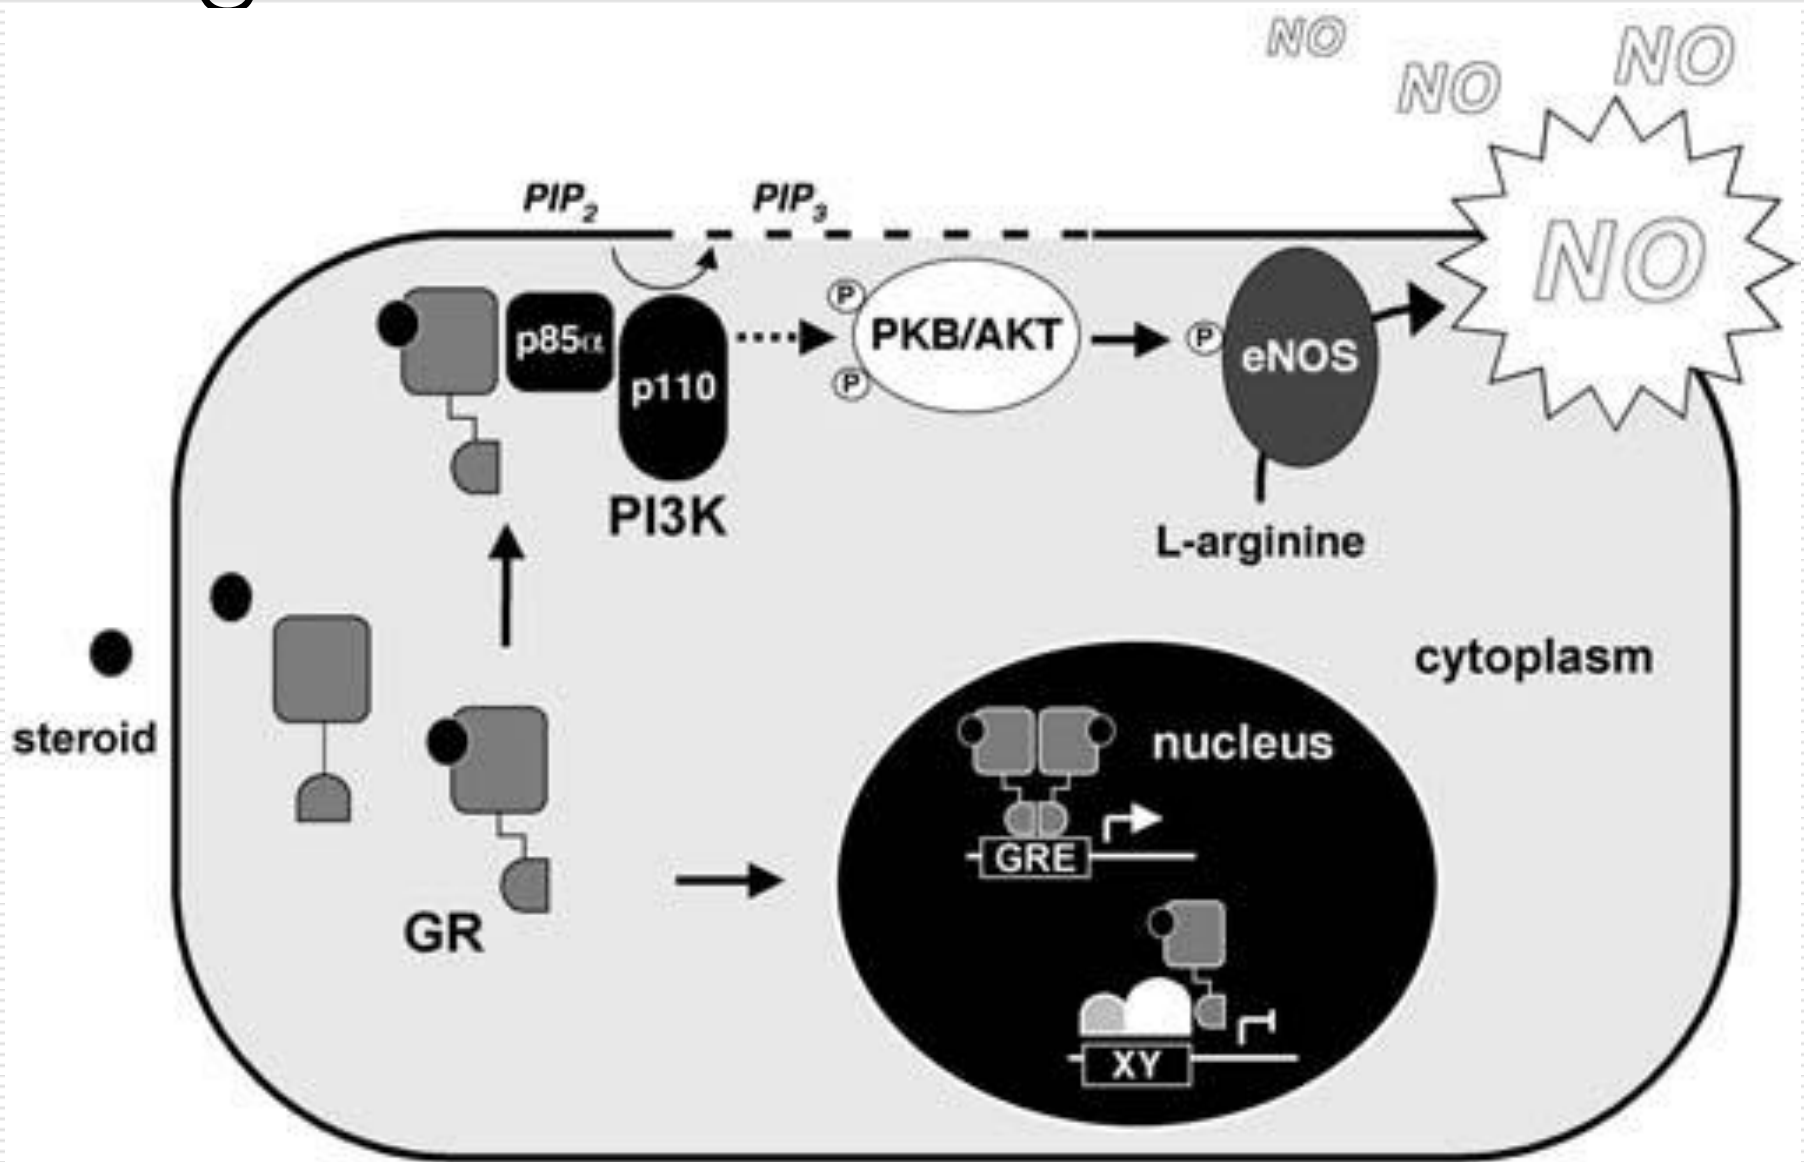 NO
NO
NO
NO
PIP2
PIP3
p85α
p110
PI3K
P
P
PKB/AKT
P
eNOS
L-arginine
cytoplasm
steroid
GR
nucleus
GRE
XY